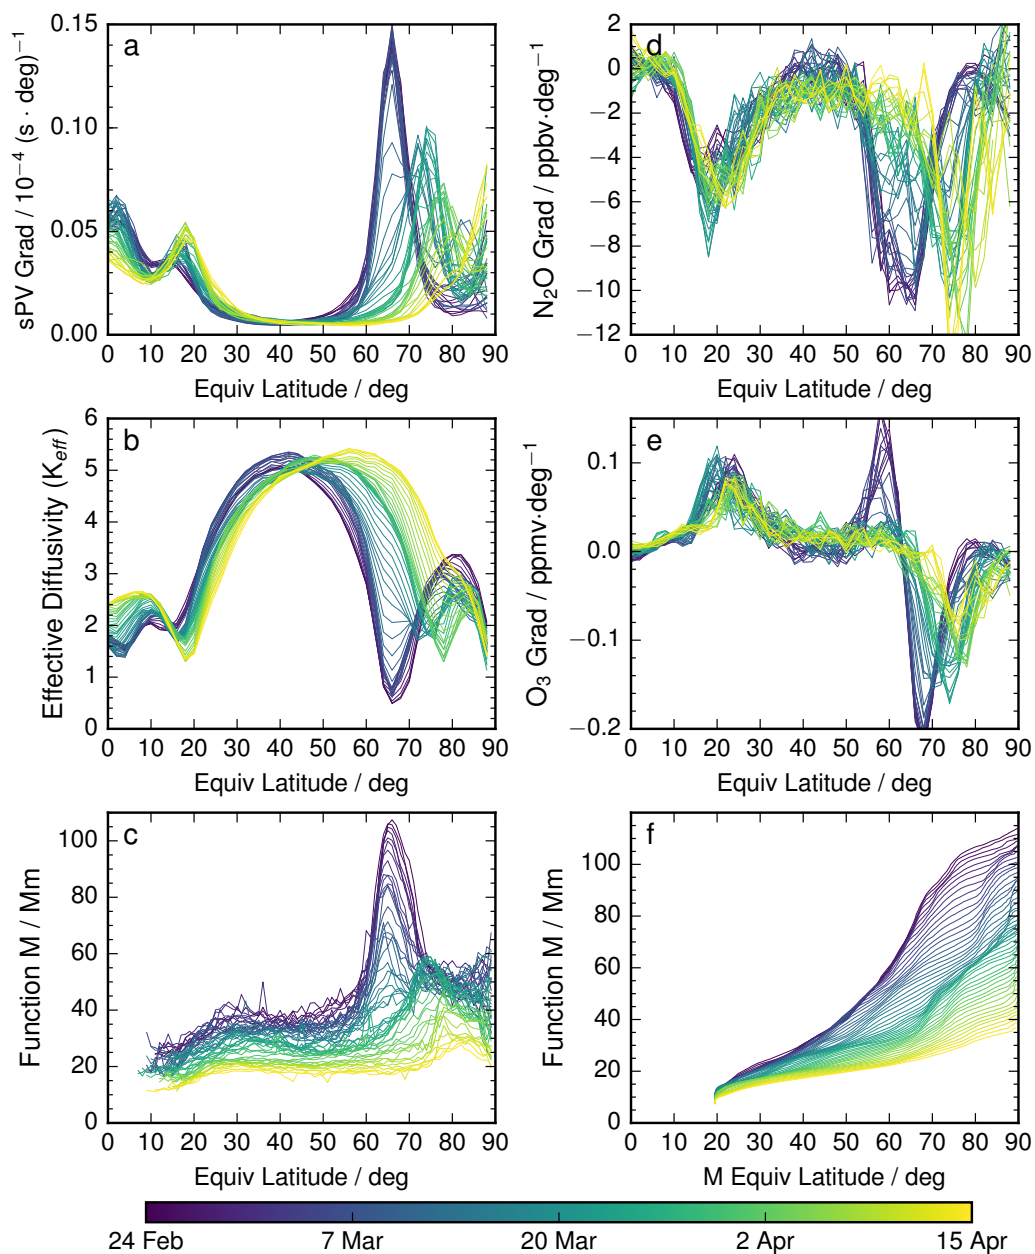 a
0.15
0.10
0.05
0.00
sPV Grad / 10⁻⁴ (s · deg)⁻¹
0 10 20 30 40 50 60 70 80 90
Equiv Latitude / deg
d
2
0
−2
−4
−6
−8
−10
−12
N₂O Grad / ppbv·deg⁻¹
0 10 20 30 40 50 60 70 80 90
Equiv Latitude / deg
b
6
5
4
3
2
1
0
Effective Diffusivity (K_eff)
0 10 20 30 40 50 60 70 80 90
Equiv Latitude / deg
e
0.1
0.0
−0.1
−0.2
O₃ Grad / ppmv·deg⁻¹
0 10 20 30 40 50 60 70 80 90
Equiv Latitude / deg
c
100
80
60
40
20
0
Function M / Mm
0 10 20 30 40 50 60 70 80 90
Equiv Latitude / deg
f
100
80
60
40
20
0
Function M / Mm
0 10 20 30 40 50 60 70 80 90
M Equiv Latitude / deg
24 Feb 7 Mar 20 Mar 2 Apr 15 Apr